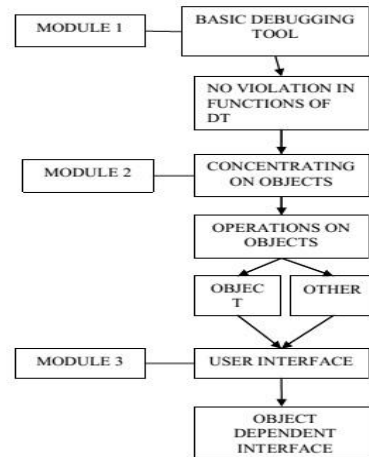 MODULE 1
BASIC DEBUGGING
TOOL
NO VIOLATION IN
FUNCTIONS OF
DT
MODULE 2
CONCENTRATING
ON OBJECTS
OPERATIONS ON
OBJECTS
OBJEC
T
OTHER
MODULE 3
USER INTERFACE
OBJECT
DEPENDENT
INTERFACE